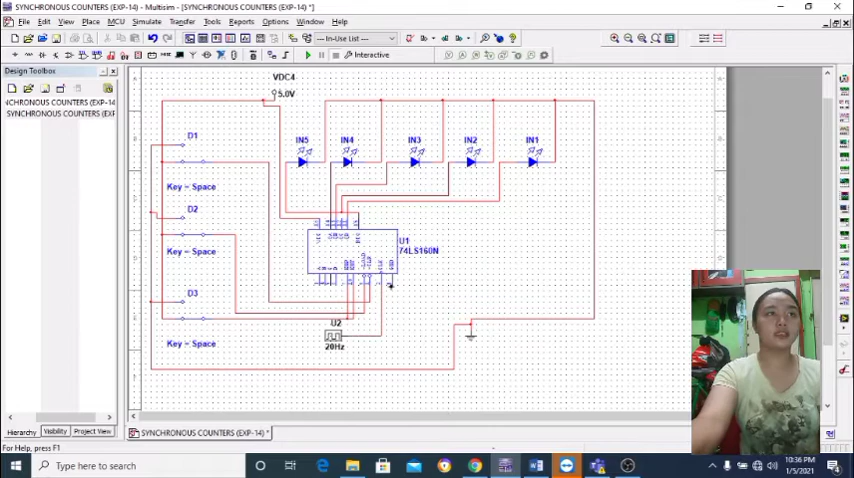 SYNCHRONOUS COUNTERS (EXP-14) - Multisim - [SYNCHRONOUS COUNTERS (EXP-14) *]
File Edit View Place MCU Simulate Transfer Tools Reports Options Window Help
--- In-Use List ---
Interactive
Design Toolbox
CHRONOUS COUNTERS (EXP-14)
SYNCHRONOUS COUNTERS (EXP-14
VDC4
5.0V
D1
IN5
IN4
IN3
IN2
IN1
Key = Space
D2
U1
74LS160N
Key = Space
D3
U2
20Hz
Key = Space
Hierarchy Visibility Project View
SYNCHRONOUS COUNTERS (EXP-14) *
For Help, press F1
Type here to search
10:36 PM
1/5/2021